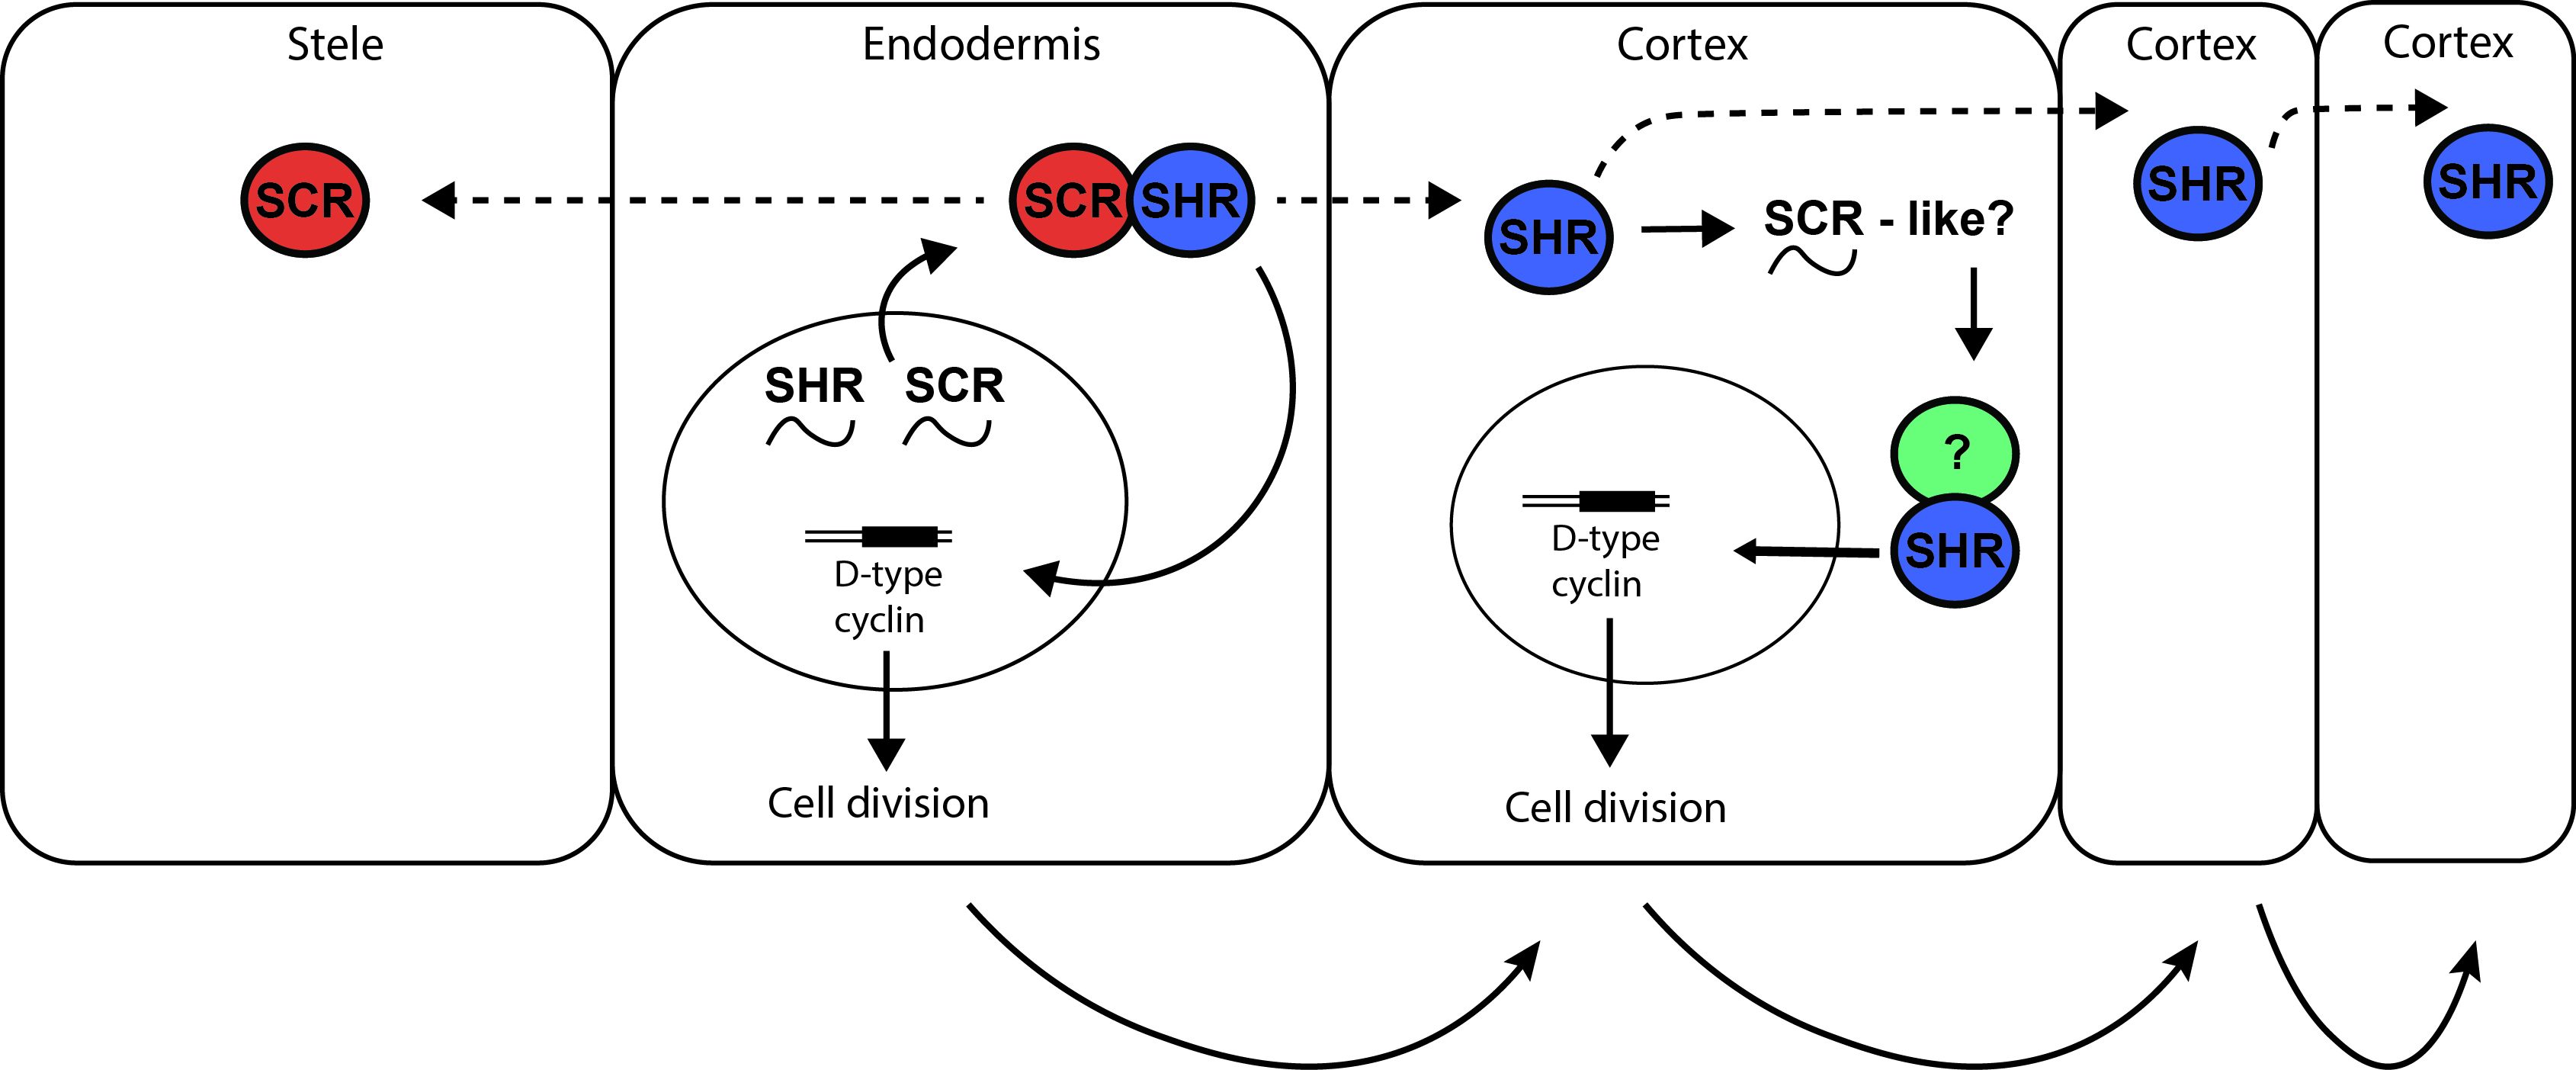 Stele
Endodermis
Cortex
Cortex
Cortex
SCR
SCR SHR
SHR
SCR - like?
SHR
SHR
SHR SCR
?
SHR
D-type
cyclin
D-type
cyclin
Cell division
Cell division